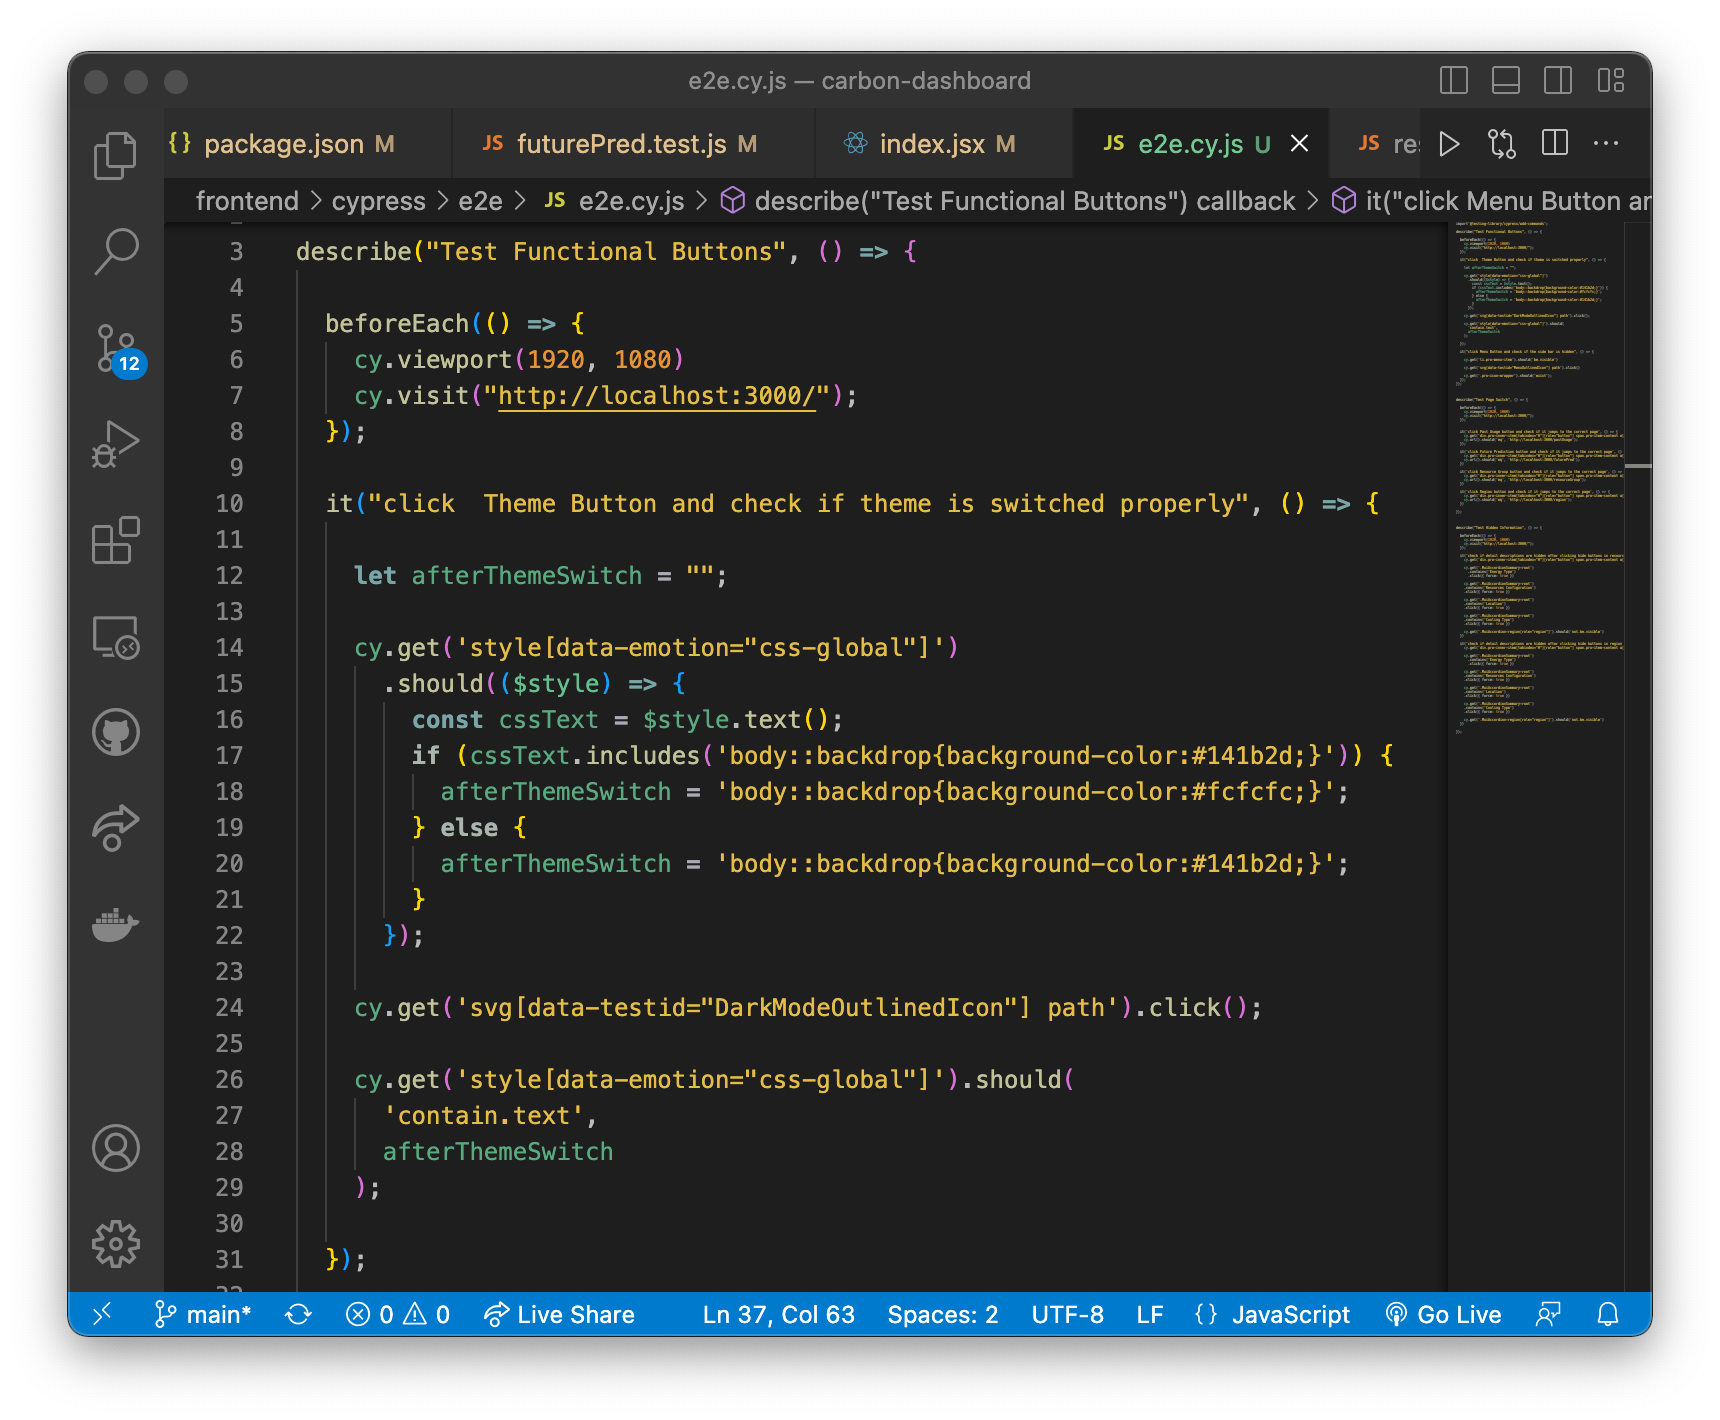 e2e.cy.js — carbon-dashboard
{} package.json M JS futurePred.test.js M index.jsx M JS e2e.cy.js U JS re
frontend > cypress > e2e > JS e2e.cy.js > describe("Test Functional Buttons") callback > it("click Menu Button ar
3 describe("Test Functional Buttons", () => {
4
5 beforeEach(() => {
6 cy.viewport(1920, 1080)
7 cy.visit("http://localhost:3000/");
8 });
9
10 it("click  Theme Button and check if theme is switched properly", () => {
11
12 let afterThemeSwitch = "";
13
14 cy.get('style[data-emotion="css-global"]')
15 .should(($style) => {
16 const cssText = $style.text();
17 if (cssText.includes('body::backdrop{background-color:#141b2d;}')) {
18 afterThemeSwitch = 'body::backdrop{background-color:#fcfcfc;}';
19 } else {
20 afterThemeSwitch = 'body::backdrop{background-color:#141b2d;}';
21 }
22 });
23
24 cy.get('svg[data-testid="DarkModeOutlinedIcon"] path').click();
25
26 cy.get('style[data-emotion="css-global"]').should(
27 'contain.text',
28 afterThemeSwitch
29 );
30
31 });
12
main* 0 0 Live Share Ln 37, Col 63 Spaces: 2 UTF-8 LF {} JavaScript Go Live